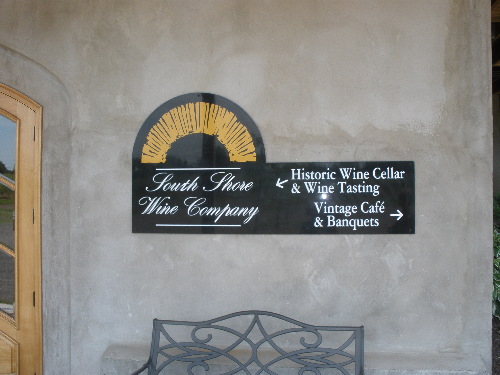 South Shore
Wine Company
Historic Wine Cellar
& Wine Tasting
Vintage Café
& Banquets